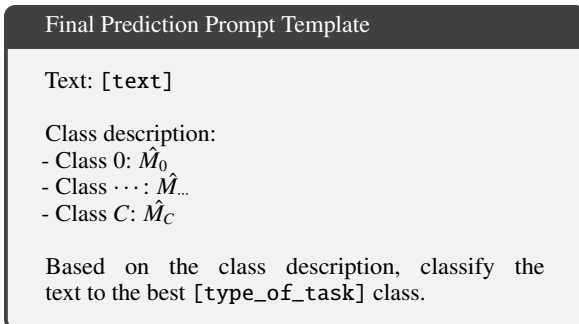 Final Prediction Prompt Template
Text: [text]
Class description:
- Class 0: M̂₀
- Class ⋯: M̂...
- Class C: M̂_C
Based on the class description, classify the
text to the best [type_of_task] class.